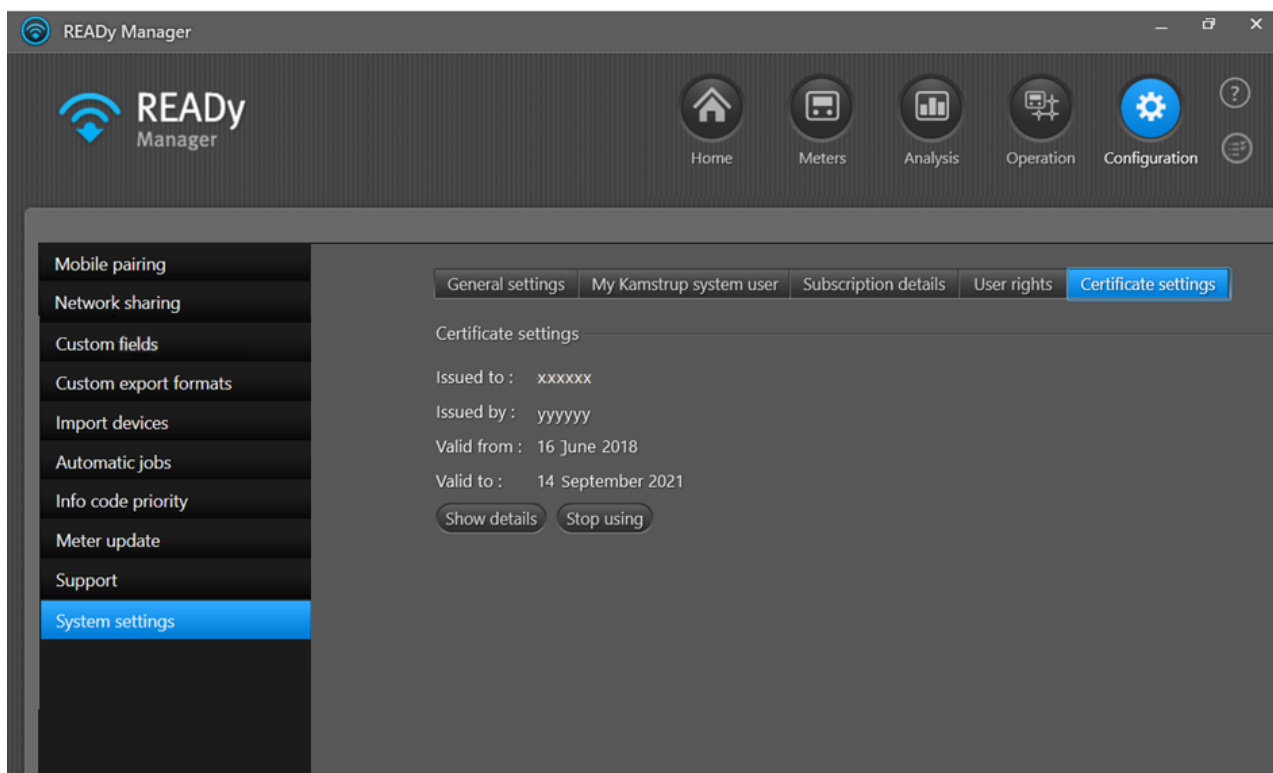 READy Manager
READy
Manager
?
Home Meters Analysis Operation Configuration
Mobile pairing
Network sharing
Custom fields
Custom export formats
Import devices
Automatic jobs
Info code priority
Meter update
Support
System settings
General settings My Kamstrup system user Subscription details User rights Certificate settings
Certificate settings
Issued to : xxxxxx
Issued by : yyyyyy
Valid from : 16 June 2018
Valid to : 14 September 2021
Show details Stop using